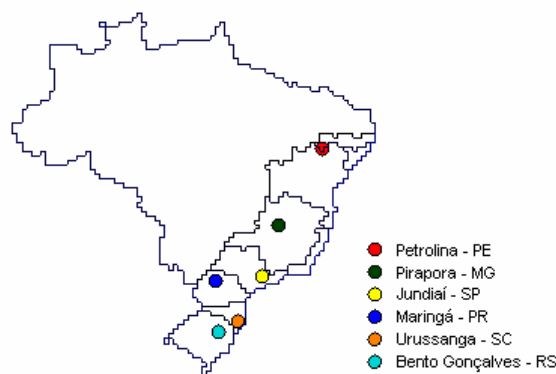 Petrolina - PE
Pirapora - MG
Jundiaí - SP
Maringá - PR
Urussanga - SC
Bento Gonçalves - RS